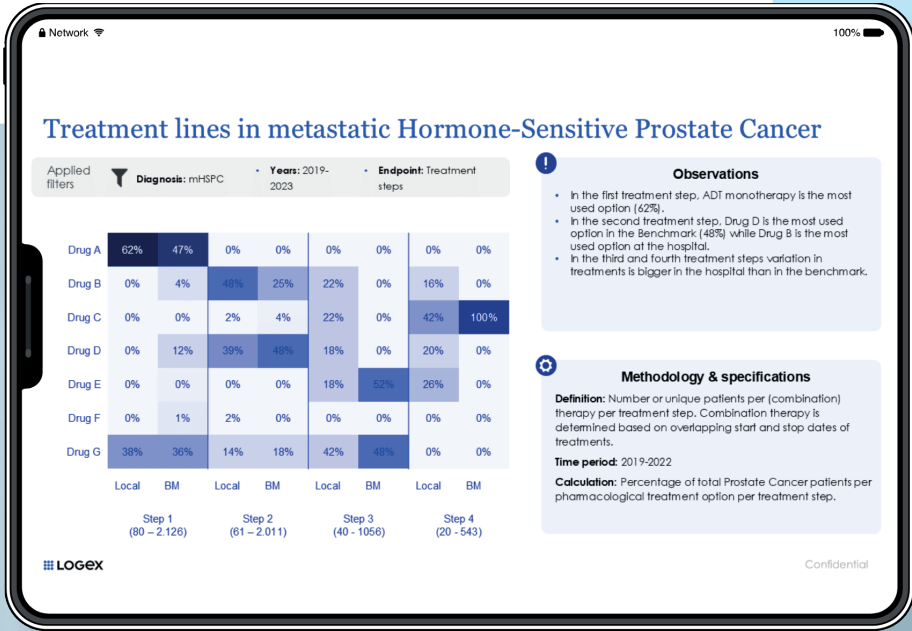 Network
100%
Treatment lines in metastatic Hormone-Sensitive Prostate Cancer
Applied
filters
Diagnosis: mHSPC
• Years: 2019-
2023
• Endpoint: Treatment
steps
Drug A 62% 47% 0% 0% 0% 0% 0% 0%
Drug B 0% 4% 48% 25% 22% 0% 16% 0%
Drug C 0% 0% 2% 4% 22% 0% 42% 100%
Drug D 0% 12% 39% 48% 18% 0% 20% 0%
Drug E 0% 0% 0% 0% 18% 52% 26% 0%
Drug F 0% 1% 2% 0% 0% 0% 0% 0%
Drug G 38% 36% 14% 18% 42% 48% 0% 0%
Local BM Local BM Local BM Local BM
Step 1 Step 2 Step 3 Step 4
(80 – 2.126) (61 – 2.011) (40 - 1056) (20 - 543)
Observations
• In the first treatment step, ADT monotherapy is the most
used option (62%).
• In the second treatment step, Drug D is the most used
option in the Benchmark (48%) while Drug B is the most
used option at the hospital.
• In the third and fourth treatment steps variation in
treatments is bigger in the hospital than in the benchmark.
Methodology & specifications
Definition: Number or unique patients per (combination)
therapy per treatment step. Combination therapy is
determined based on overlapping start and stop dates of
treatments.
Time period: 2019-2022
Calculation: Percentage of total Prostate Cancer patients per
pharmacological treatment option per treatment step.
LOGEX
Confidential